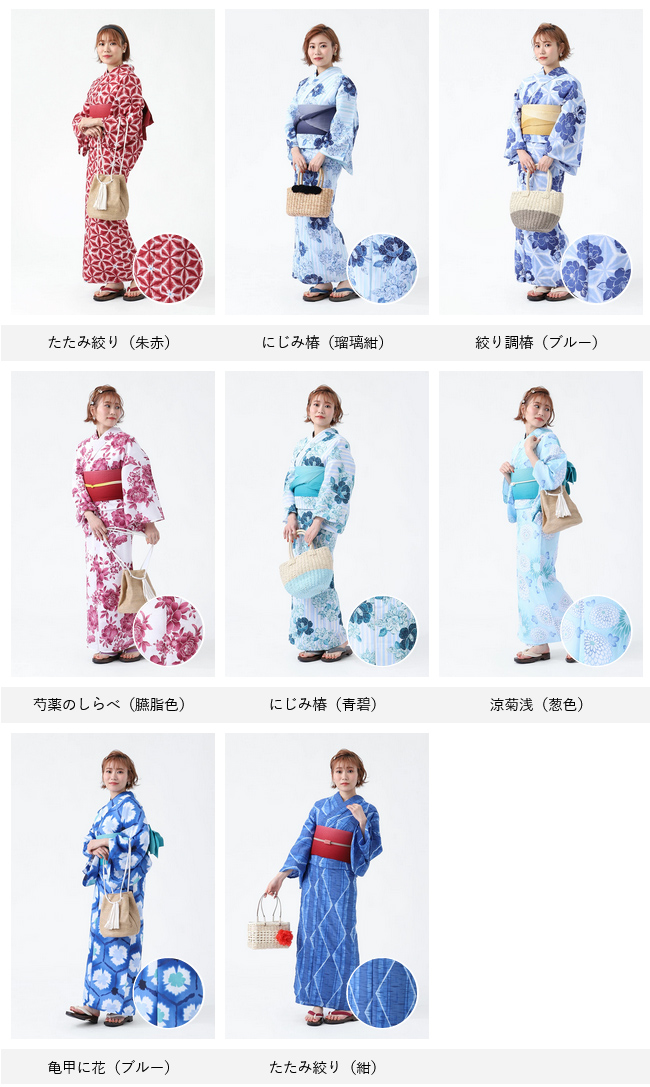 たたみ絞り（朱赤）
にじみ椿（瑠璃紺）
絞り調椿（ブルー）
芍薬のしらべ（臙脂色）
にじみ椿（青碧）
涼菊浅（葱色）
亀甲に花（ブルー）
たたみ絞り（紺）